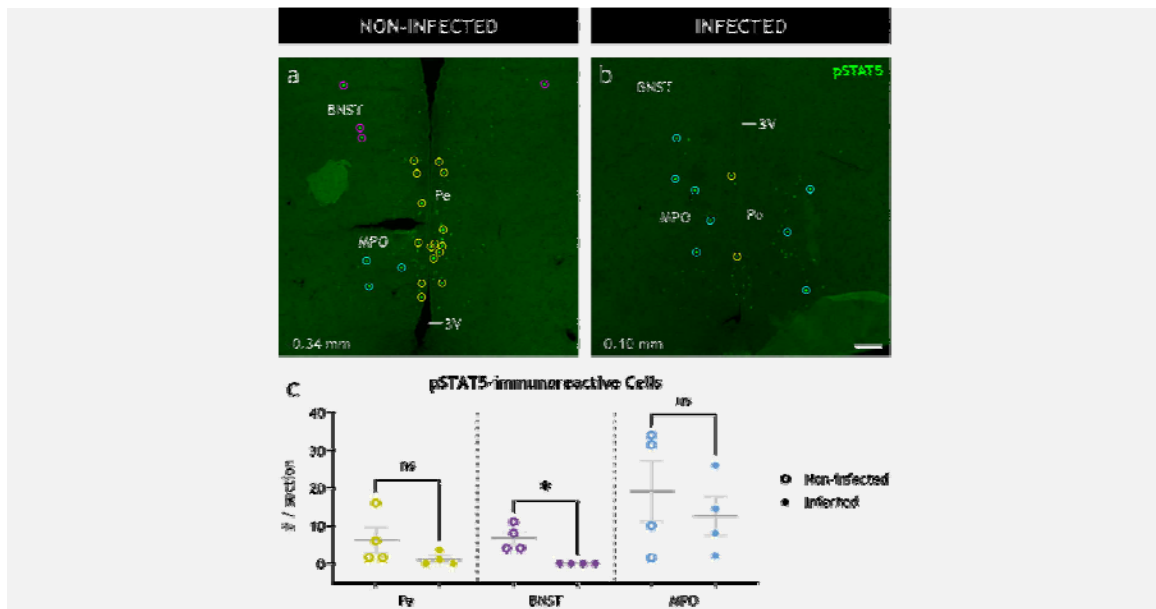 NON-INFECTED
INFECTED
a
b
pSTAT5
BNST
BNST
3V
Pe
MPO
MPO
3V
0.34 mm
0.10 mm
c
pSTAT5-immunoreactive Cells
40
30
20
10
0
# / section
ns
*
ns
Non-Infected
Infected
Pe
BNST
MPO